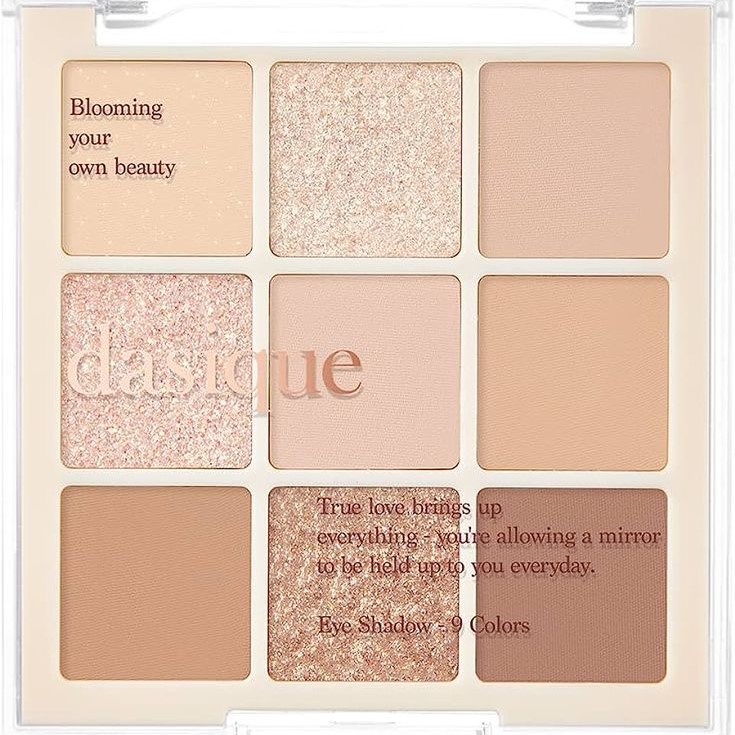 Blooming
your
own beauty
dasique
True love brings up
everything - you're allowing a mirror
to be held up to you everyday.
Eye Shadow - 9 Colors